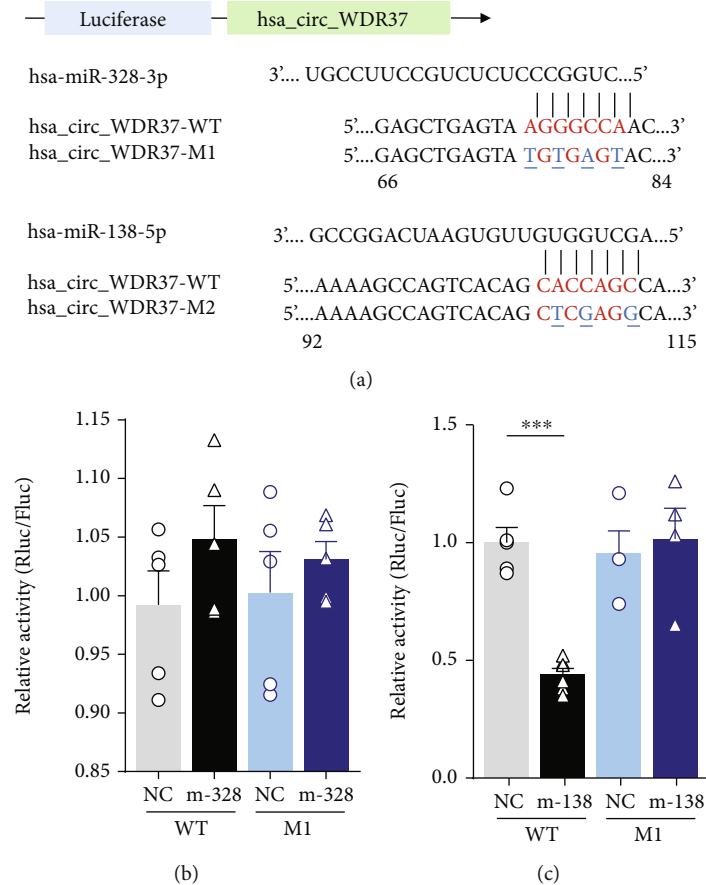 Luciferase hsa_circ_WDR37
hsa-miR-328-3p 3’.... UGCCUUCCGUCUCUCCCGGUC...5’
hsa_circ_WDR37-WT 5’....GAGCTGAGTA AGGGCCA AC...3’
hsa_circ_WDR37-M1 5’....GAGCTGAGTA TGTGAGT AC...3’
66 84
hsa-miR-138-5p 3’.... GCCGGACUAAGUGUUGUGGUCGA...5’
hsa_circ_WDR37-WT 5’....AAAAGCCAGTCACAG CACCAGCCA...3’
hsa_circ_WDR37-M2 5’....AAAAGCCAGTCACAG CTCGAGGCA...3’
92 115
(a)
Relative activity (Rluc/Fluc)
1.15
1.10
1.05
1.00
0.95
0.90
0.85
NC m-328 NC m-328
WT M1
(b)
Relative activity (Rluc/Fluc)
1.5
1.0
0.5
0.0
***
NC m-138 NC m-138
WT M1
(c)